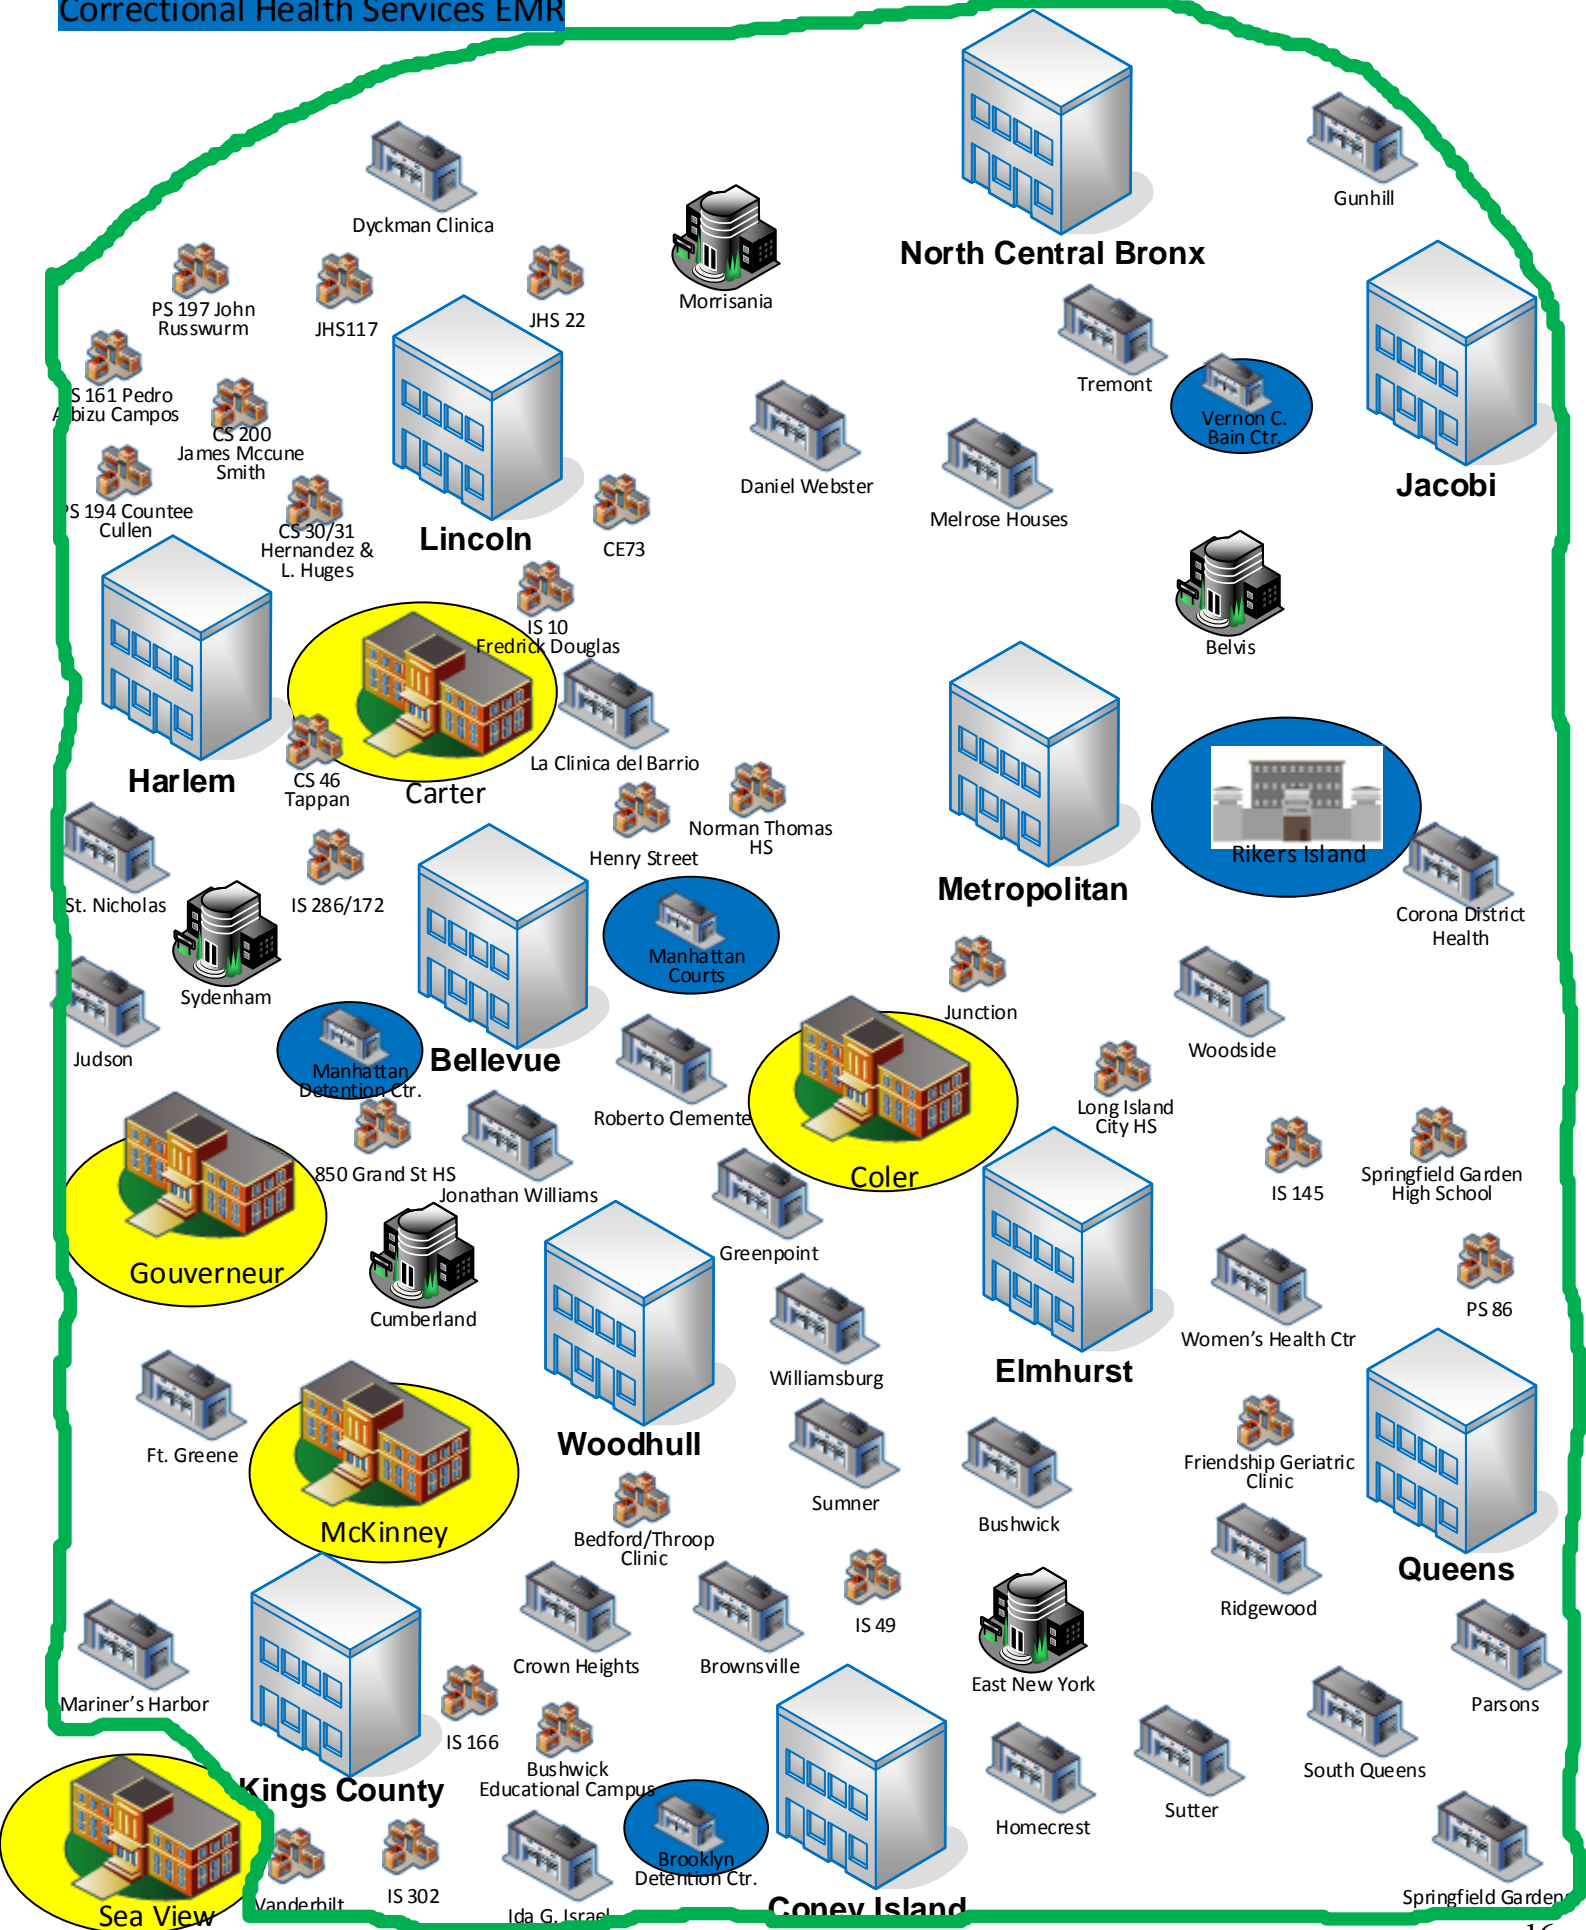 Correctional Health Services EMR
Gunhill
Dyckman Clinica
North Central Bronx
Morrisania
PS 197 John
Russwurm
JHS117
JHS 22
Tremont
S 161 Pedro
Albizu Campos
Vernon C.
Bain Ctr.
CS 200
James Mccune
Smith
Daniel Webster
Jacobi
PS 194 Countee
Cullen
Melrose Houses
CS 30/31
Hernandez &
L. Huges
Lincoln
CE73
IS 10
Fredrick Douglas
Belvis
La Clinica del Barrio
Harlem
CS 46
Tappan
Carter
Norman Thomas
HS
Henry Street
Rikers Island
Metropolitan
St. Nicholas
IS 286/172
Corona District
Health
Manhattan
Courts
Sydenham
Junction
Judson
Woodside
Bellevue
Manhattan
Detention Ctr.
Roberto Clemente
Long Island
City HS
850 Grand St HS
Jonathan Williams
Coler
IS 145
Springfield Garden
High School
Greenpoint
Gouverneur
Cumberland
PS 86
Women's Health Ctr
Williamsburg
Elmhurst
Ft. Greene
Woodhull
Friendship Geriatric
Clinic
Sumner
Bushwick
McKinney
Bedford/Throop
Clinic
Queens
Ridgewood
IS 49
Crown Heights
Brownsville
East New York
Mariner's Harbor
Parsons
IS 166
Bushwick
Educational Campus
South Queens
Kings County
Sutter
Homecrest
Brooklyn
Detention Ctr.
IS 302
Vanderbilt
Springfield Gardens
Sea View
Ida G. Israel
Coney Island
16